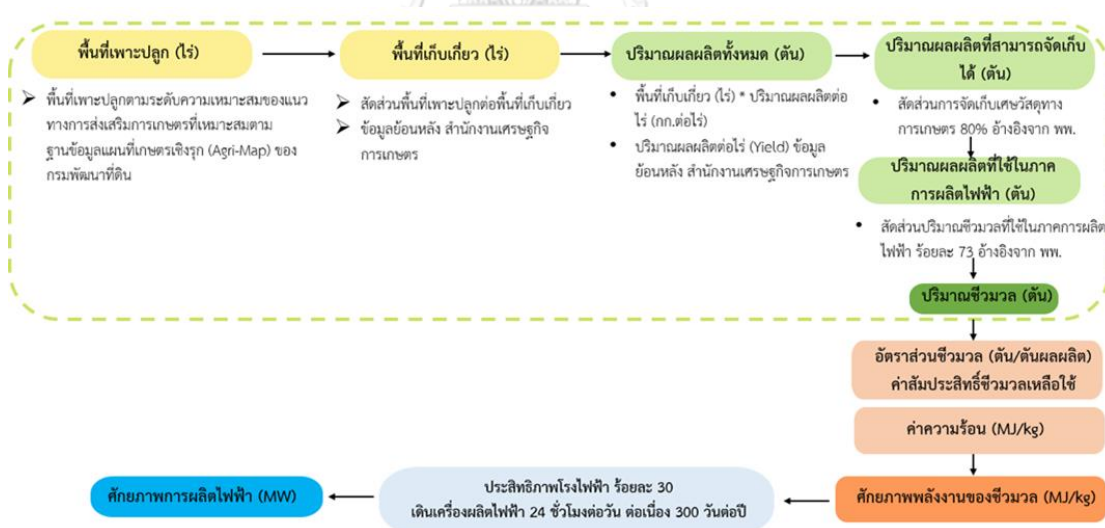 พื้นที่เพาะปลูก (ไร่)
➢ พื้นที่เพาะปลูกตามระดับความเหมาะสมของแนว
ทางการส่งเสริมการเกษตรที่เหมาะสมตาม
ฐานข้อมูลแผนที่เกษตรเชิงรุก (Agri-Map) ของ
กรมพัฒนาที่ดิน
พื้นที่เก็บเกี่ยว (ไร่)
➢ สัดส่วนพื้นที่เพาะปลูกต่อพื้นที่เก็บเกี่ยว
➢ ข้อมูลย้อนหลัง สำนักงานเศรษฐกิจ
การเกษตร
ปริมาณผลผลิตทั้งหมด (ตัน)
• พื้นที่เก็บเกี่ยว (ไร่) * ปริมาณผลผลิตต่อ
ไร่ (กก.ต่อไร่)
• ปริมาณผลผลิตต่อไร่ (Yield) ข้อมูล
ย้อนหลัง สำนักงานเศรษฐกิจการเกษตร
ปริมาณผลผลิตที่สามารถจัดเก็บ
ได้ (ตัน)
• สัดส่วนการจัดเก็บเศษวัสดุทาง
การเกษตร 80% อ้างอิงจาก พพ.
ปริมาณผลผลิตที่ใช้ในภาค
การผลิตไฟฟ้า (ตัน)
• สัดส่วนปริมาณชีวมวลที่ใช้ในภาคการผลิต
ไฟฟ้า ร้อยละ 73 อ้างอิงจาก พพ.
ปริมาณชีวมวล (ตัน)
อัตราส่วนชีวมวล (ตัน/ตันผลผลิต)
ค่าสัมประสิทธิ์ชีวมวลเหลือใช้
ค่าความร้อน (MJ/kg)
ศักยภาพพลังงานของชีวมวล (MJ/kg)
ประสิทธิภาพโรงไฟฟ้า ร้อยละ 30
เดินเครื่องผลิตไฟฟ้า 24 ชั่วโมงต่อวัน ต่อเนื่อง 300 วันต่อปี
ศักยภาพการผลิตไฟฟ้า (MW)